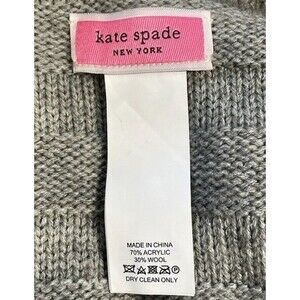 kate spade
NEW YORK
MADE IN CHINA
70% ACRYLIC
30% WOOL
DRY CLEAN ONLY